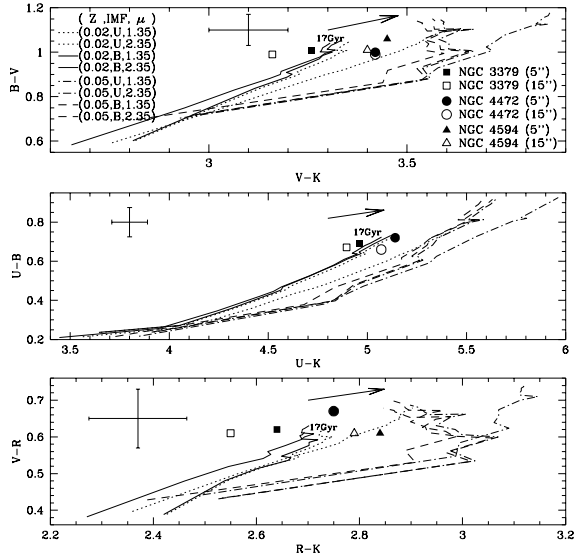 ( Z ,IMF, μ )
(0.02,U,1.35)
(0.02,U,2.35)
(0.02,B,1.35)
(0.02,B,2.35)
(0.05,U,1.35)
(0.05,U,2.35)
(0.05,B,1.35)
(0.05,B,2.35)
17Gyr
NGC 3379 (5'')
NGC 3379 (15'')
NGC 4472 (5'')
NGC 4472 (15'')
NGC 4594 (5'')
NGC 4594 (15'')
1.2
1
0.8
0.6
B-V
3
3.5
V-K
0.8
0.6
0.4
0.2
U-B
17Gyr
3.5
4
4.5
5
5.5
6
U-K
0.7
0.6
0.5
0.4
V-R
17Gyr
2.2
2.4
2.6
2.8
3
3.2
R-K